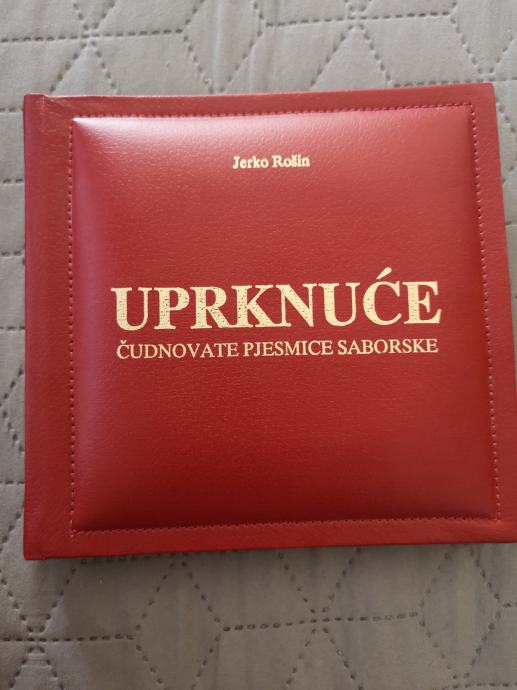 Jerko Rošin
UPRKNUĆE
ČUDNOVATE PJESMICE SABORSKE